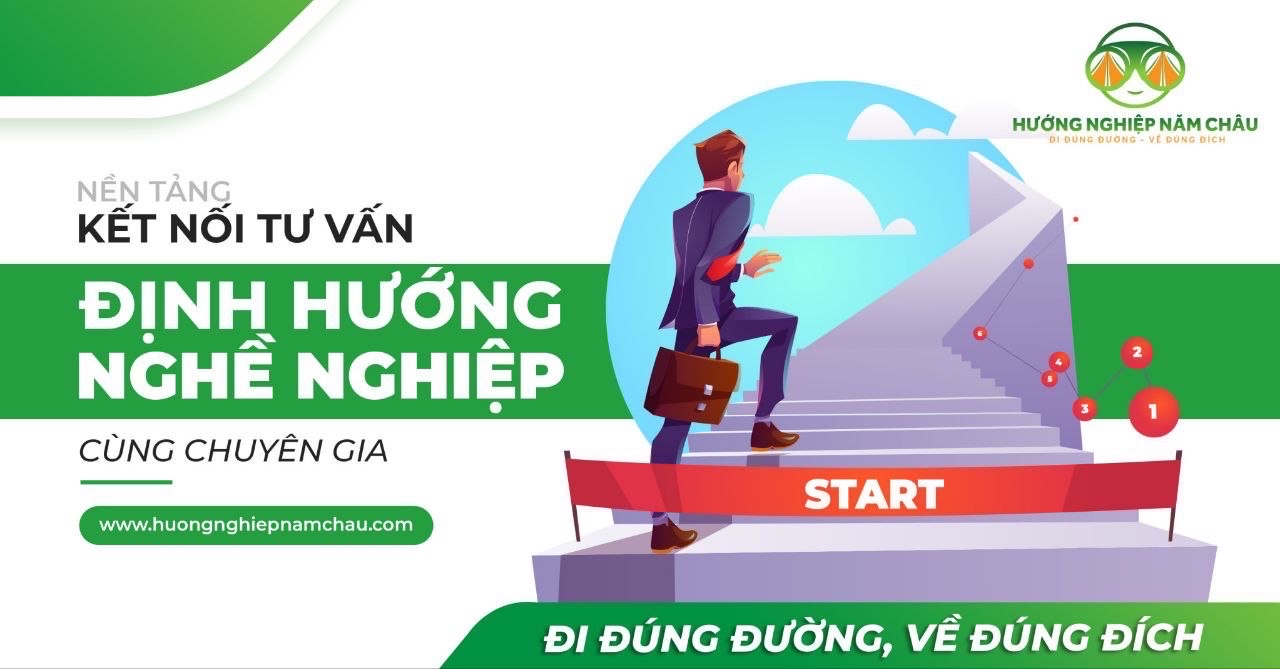 HƯỚNG NGHIỆP NĂM CHÂU
ĐI ĐÚNG ĐƯỜNG - VỀ ĐÚNG ĐÍCH
NỀN TẢNG
KẾT NỐI TƯ VẤN
ĐỊNH HƯỚNG
NGHỀ NGHIỆP
CÙNG CHUYÊN GIA
www.huongnghiepnamchau.com
6
4
5
2
3
1
START
ĐI ĐÚNG ĐƯỜNG, VỀ ĐÚNG ĐÍCH